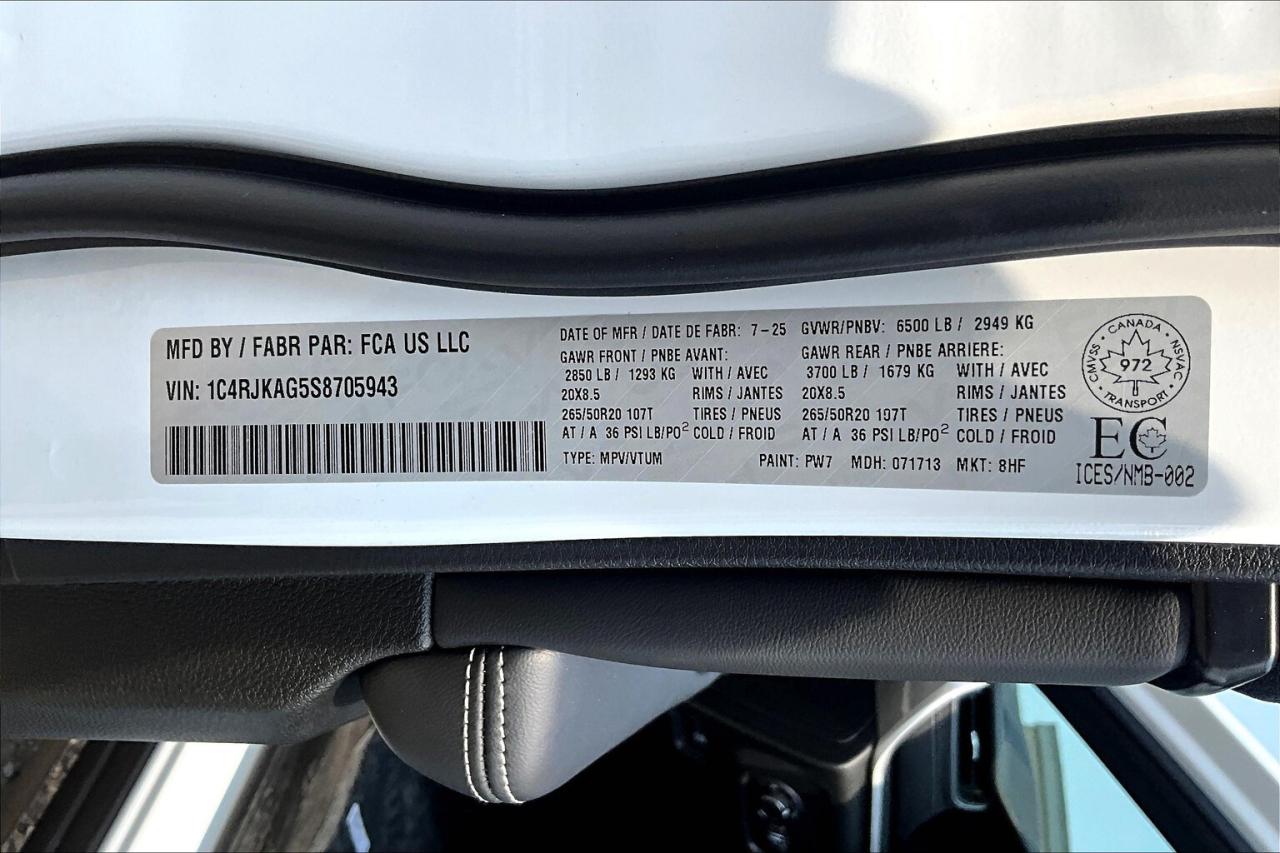 MFD BY / FABR PAR: FCA US LLC
VIN: 1C4RJKAG5S8705943
DATE OF MFR / DATE DE FABR: 7-25 GVWR/PNBV: 6500 LB / 2949 KG
GAWR FRONT / PNBE AVANT: GAWR REAR / PNBE ARRIERE:
2850 LB / 1293 KG WITH / AVEC 3700 LB / 1679 KG WITH / AVEC
20X8.5 RIMS / JANTES 20X8.5 RIMS / JANTES
265/50R20 107T TIRES / PNEUS 265/50R20 107T TIRES / PNEUS
AT / A 36 PSI LB/PO² COLD / FROID AT / A 36 PSI LB/PO² COLD / FROID
TYPE: MPV/VTUM PAINT: PW7 MDH: 071713 MKT: 8HF
CANADA
CMVSS 972 NSVAC
TRANSPORT
EC
ICES/NMB-002